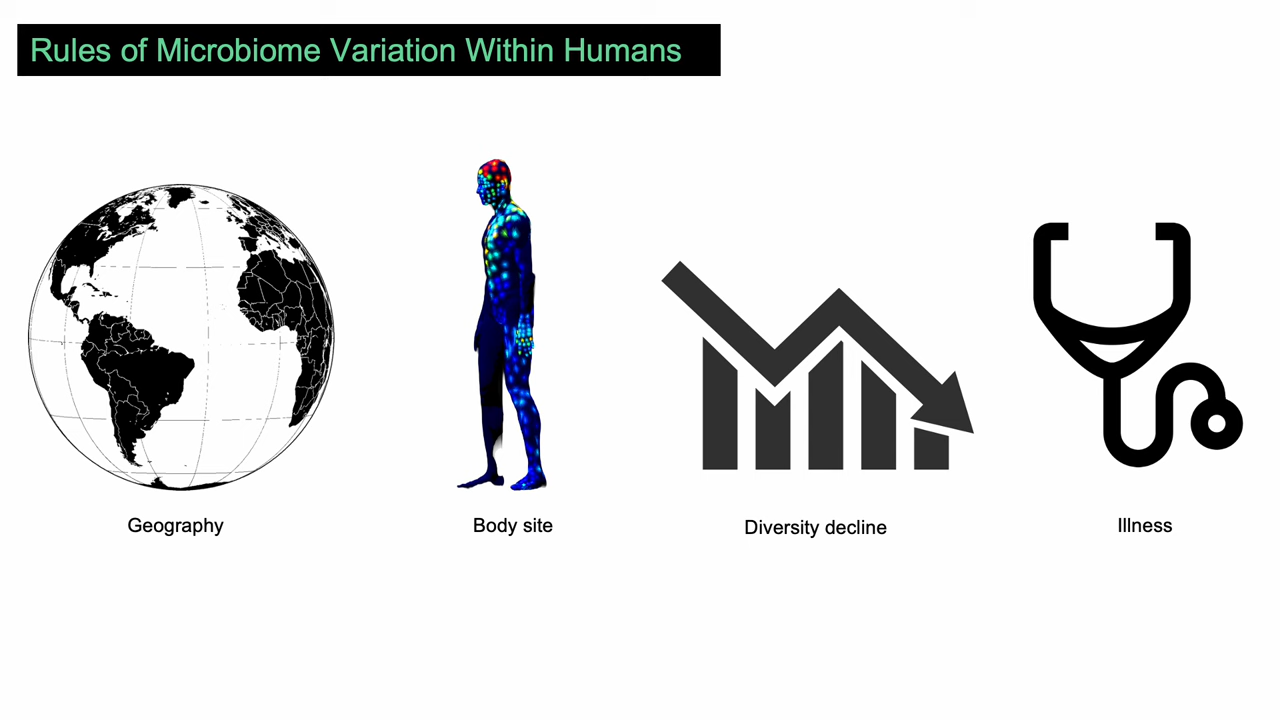 Rules of Microbiome Variation Within Humans
Geography
Body site
Diversity decline
Illness